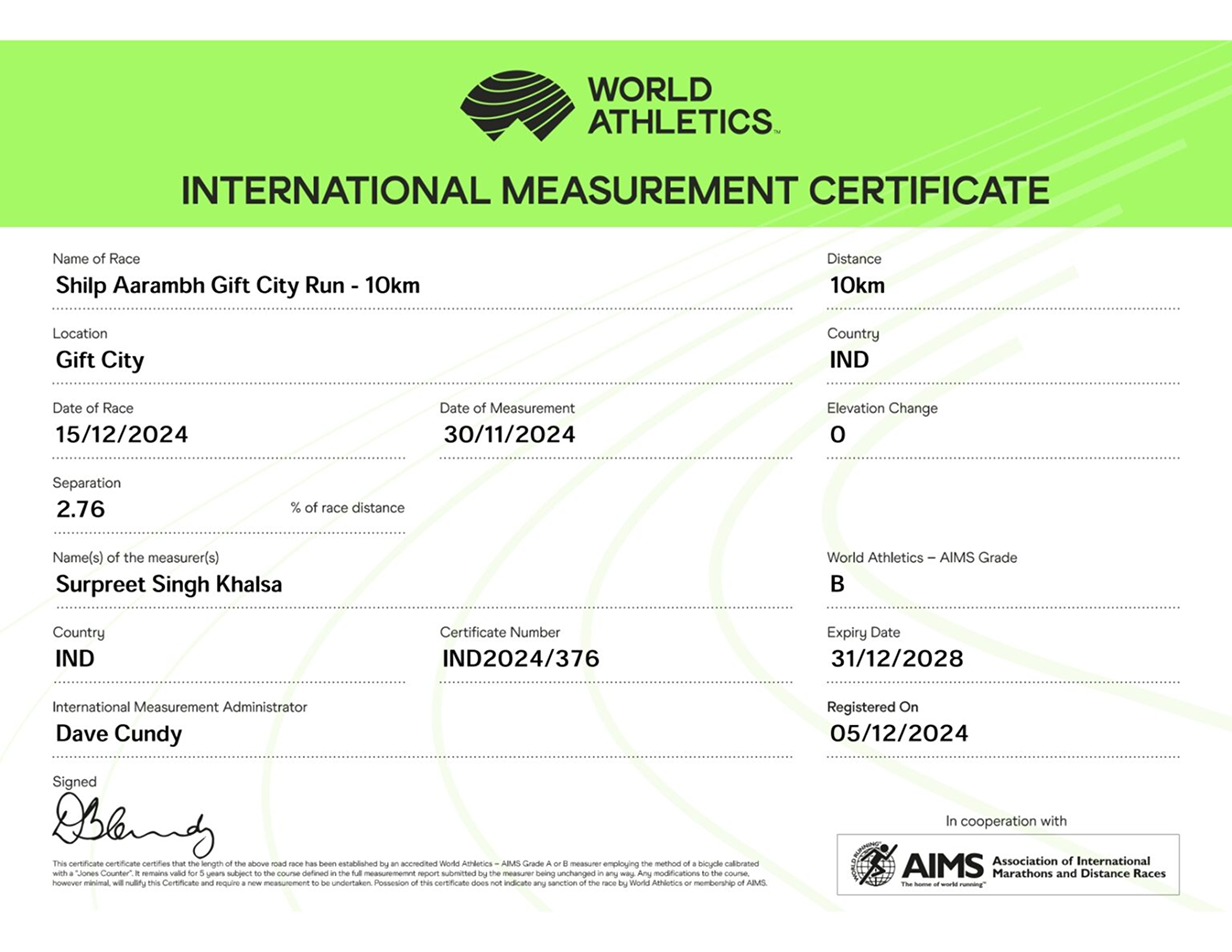 WORLD
ATHLETICS™
INTERNATIONAL MEASUREMENT CERTIFICATE
Name of Race
Shilp Aarambh Gift City Run - 10km
Distance
10km
Location
Gift City
Country
IND
Date of Race
15/12/2024
Date of Measurement
30/11/2024
Elevation Change
0
Separation
2.76
% of race distance
Name(s) of the measurer(s)
Surpreet Singh Khalsa
World Athletics – AIMS Grade
B
Country
IND
Certificate Number
IND2024/376
Expiry Date
31/12/2028
International Measurement Administrator
Dave Cundy
Registered On
05/12/2024
Signed
This certificate certificate certifies that the length of the above road race has been established by an accredited World Athletics – AIMS Grade A or B measurer employing the method of a bicycle calibrated
with a "Jones Counter". It remains valid for 5 years subject to the course defined in the full measurememnt report submitted by the measurer being unchanged in any way. Any modifications to the course,
however minimal, will nullify this Certificate and require a new measurement to be undertaken. Possesion of this certificate does not indicate any sanction of the race by World Athletics or membership of AIMS.
In cooperation with
WORLD RUNNING
AIMS
The home of world running™
Association of International
Marathons and Distance Races